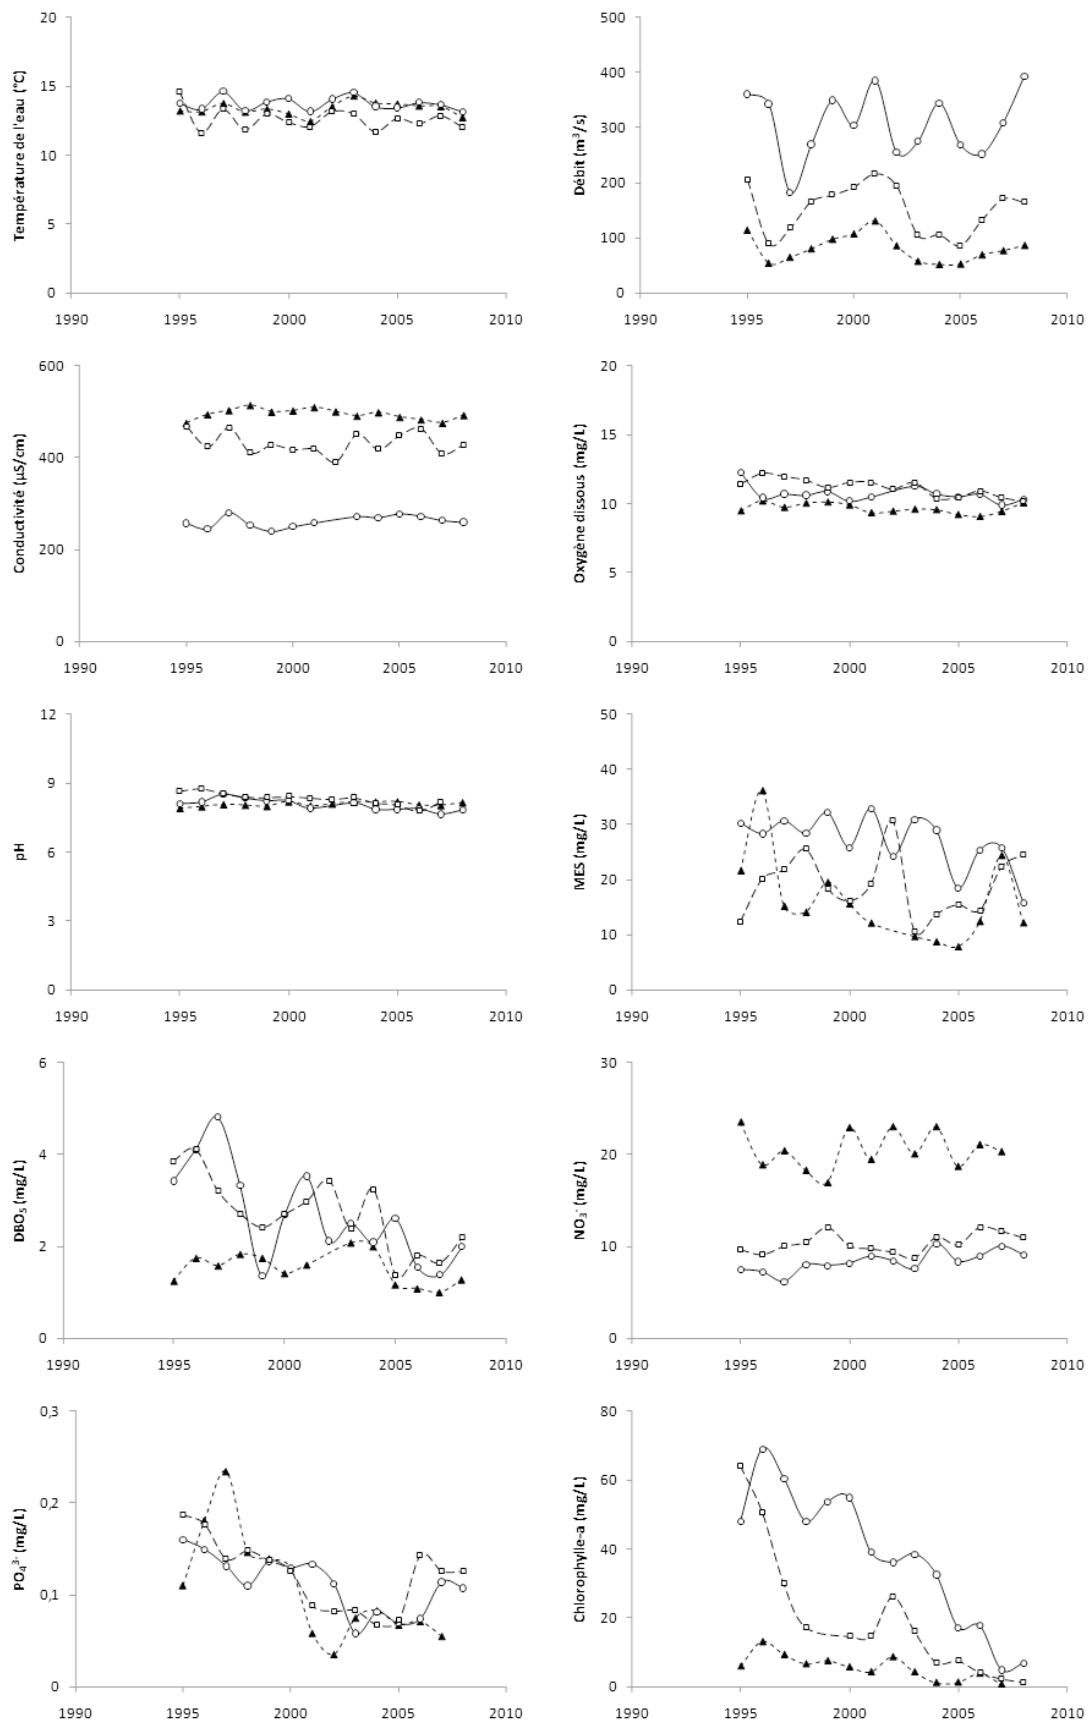 Température de l'eau (°C)
20
15
10
5
0
1990 1995 2000 2005 2010
Débit (m³/s)
500
400
300
200
100
0
1990 1995 2000 2005 2010
Conductivité (µS/cm)
600
400
200
0
1990 1995 2000 2005 2010
Oxygène dissous (mg/L)
20
15
10
5
0
1990 1995 2000 2005 2010
pH
12
9
6
3
0
1990 1995 2000 2005 2010
MES (mg/L)
50
40
30
20
10
0
1990 1995 2000 2005 2010
DBO₅ (mg/L)
6
4
2
0
1990 1995 2000 2005 2010
NO₃⁻ (mg/L)
30
20
10
0
1990 1995 2000 2005 2010
PO₄³⁻ (mg/L)
0,3
0,2
0,1
0
1990 1995 2000 2005 2010
Chlorophylle-a (mg/L)
80
60
40
20
0
1990 1995 2000 2005 2010